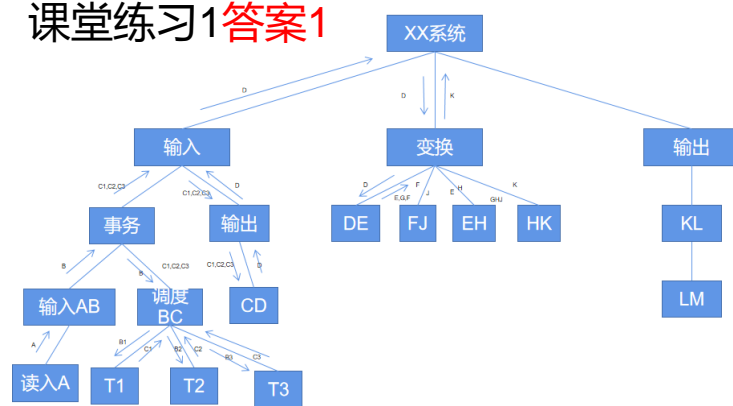 课堂练习1答案1
XX系统
D
D
K
输入
变换
输出
C1,C2,C3
C1,C2,C3
D
D
F
E,G,F
J
E
H
GHJ
K
事务
输出
DE
FJ
EH
HK
KL
B
B
C1,C2,C3
C1,C2,C3
D
输入AB
调度
BC
CD
LM
A
B1
C1
B2
C2
B3
C3
读入A
T1
T2
T3